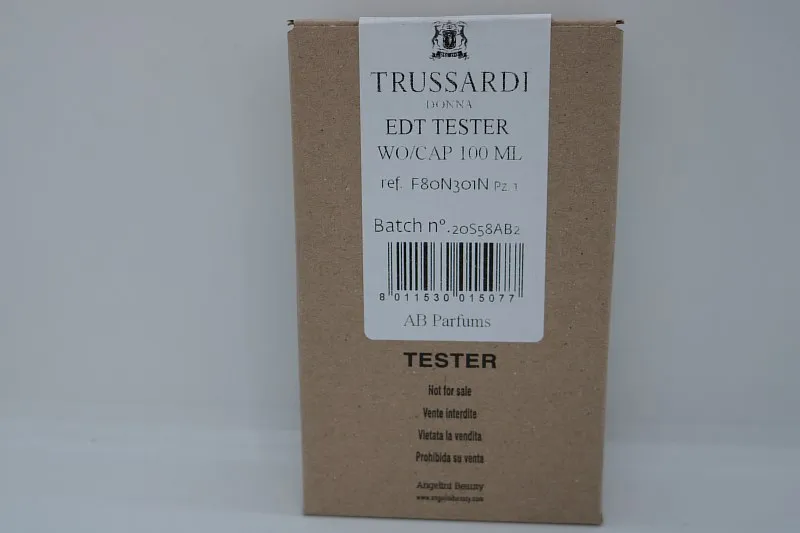 TRUSSARDI
DONNA
EDT TESTER
WO/CAP 100 ML
ref. F80N301N Pz. 1
Batch n°.20S58AB2
8 011530 015077
AB Parfums
TESTER
Not for sale
Vente interdite
Vietata la vendita
Prohibida su venta
Angelini Beauty
www.angelinibeauty.com